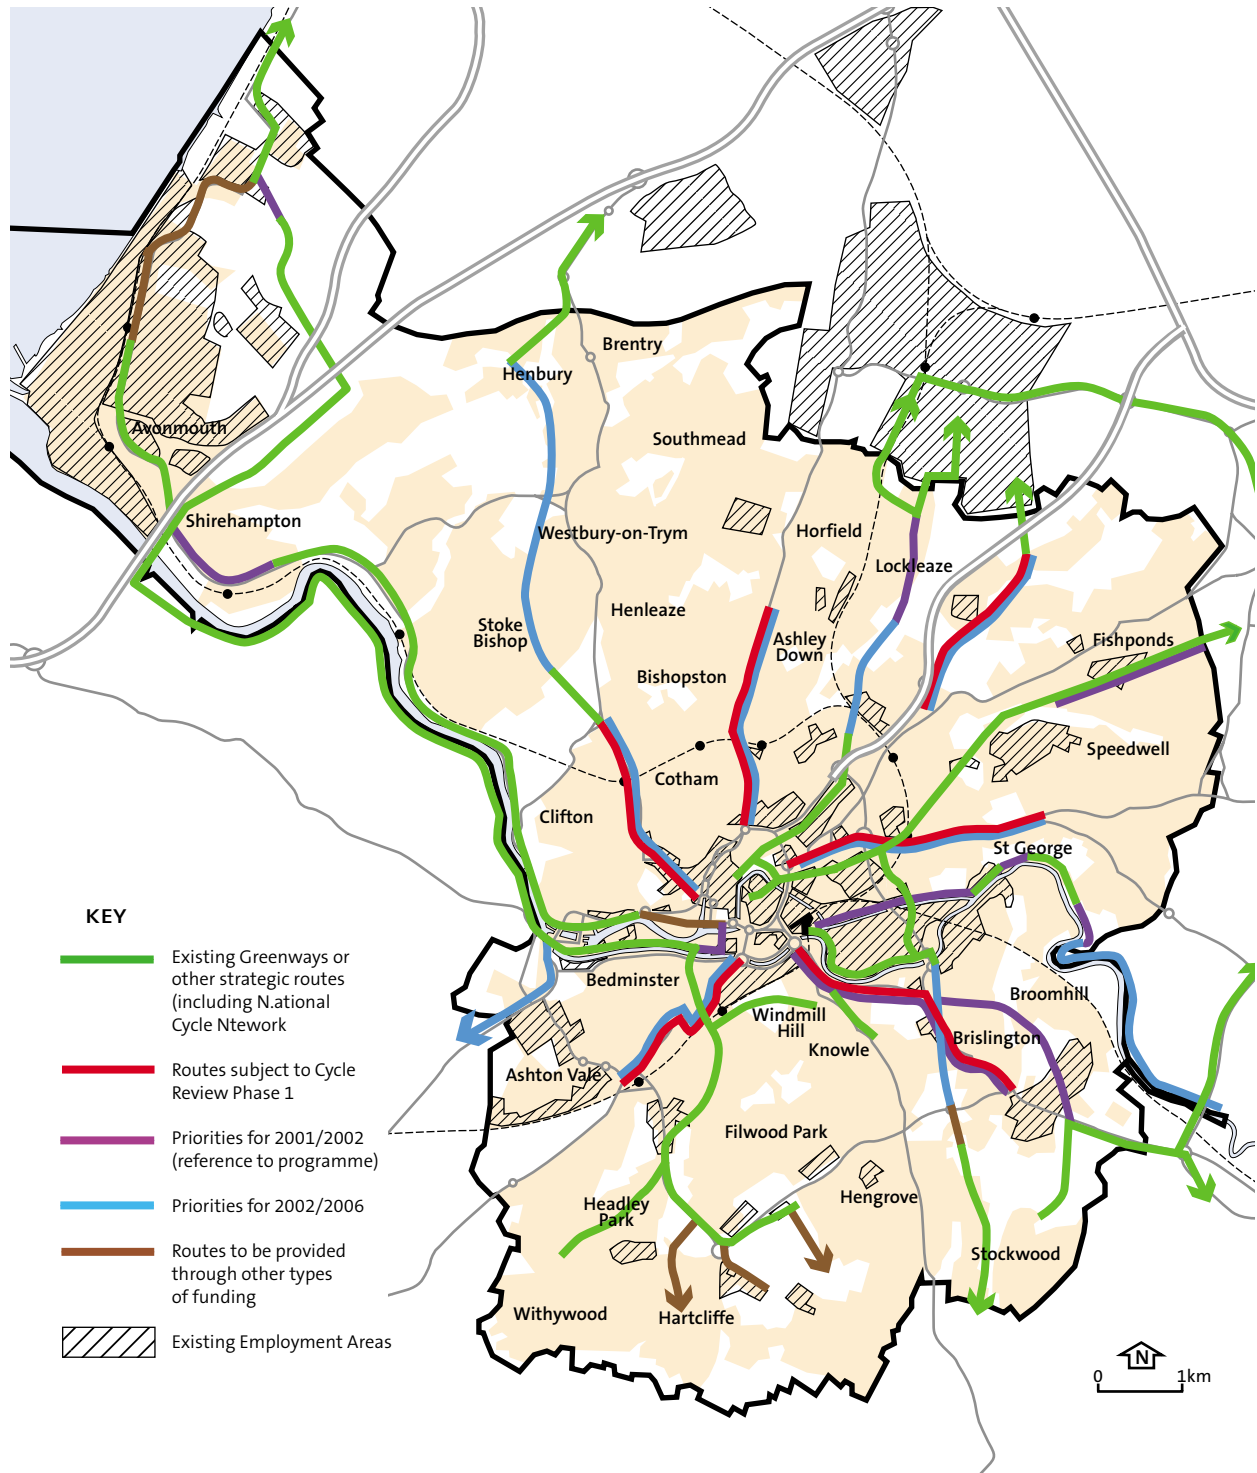 Brentry
Henbury
Avonmouth
Southmead
Shirehampton
Westbury-on-Trym
Horfield
Lockleaze
Henleaze
Stoke
Bishop
Ashley
Down
Fishponds
Bishopston
Speedwell
Cotham
Clifton
St George
KEY
Existing Greenways or
other strategic routes
(including N.ational
Cycle Ntework
Routes subject to Cycle
Review Phase 1
Priorities for 2001/2002
(reference to programme)
Priorities for 2002/2006
Routes to be provided
through other types
of funding
Existing Employment Areas
Bedminster
Broomhill
Windmill
Hill
Knowle
Brislington
Ashton Vale
Filwood Park
Headley
Park
Hengrove
Stockwood
Withywood
Hartcliffe
N
0 1km